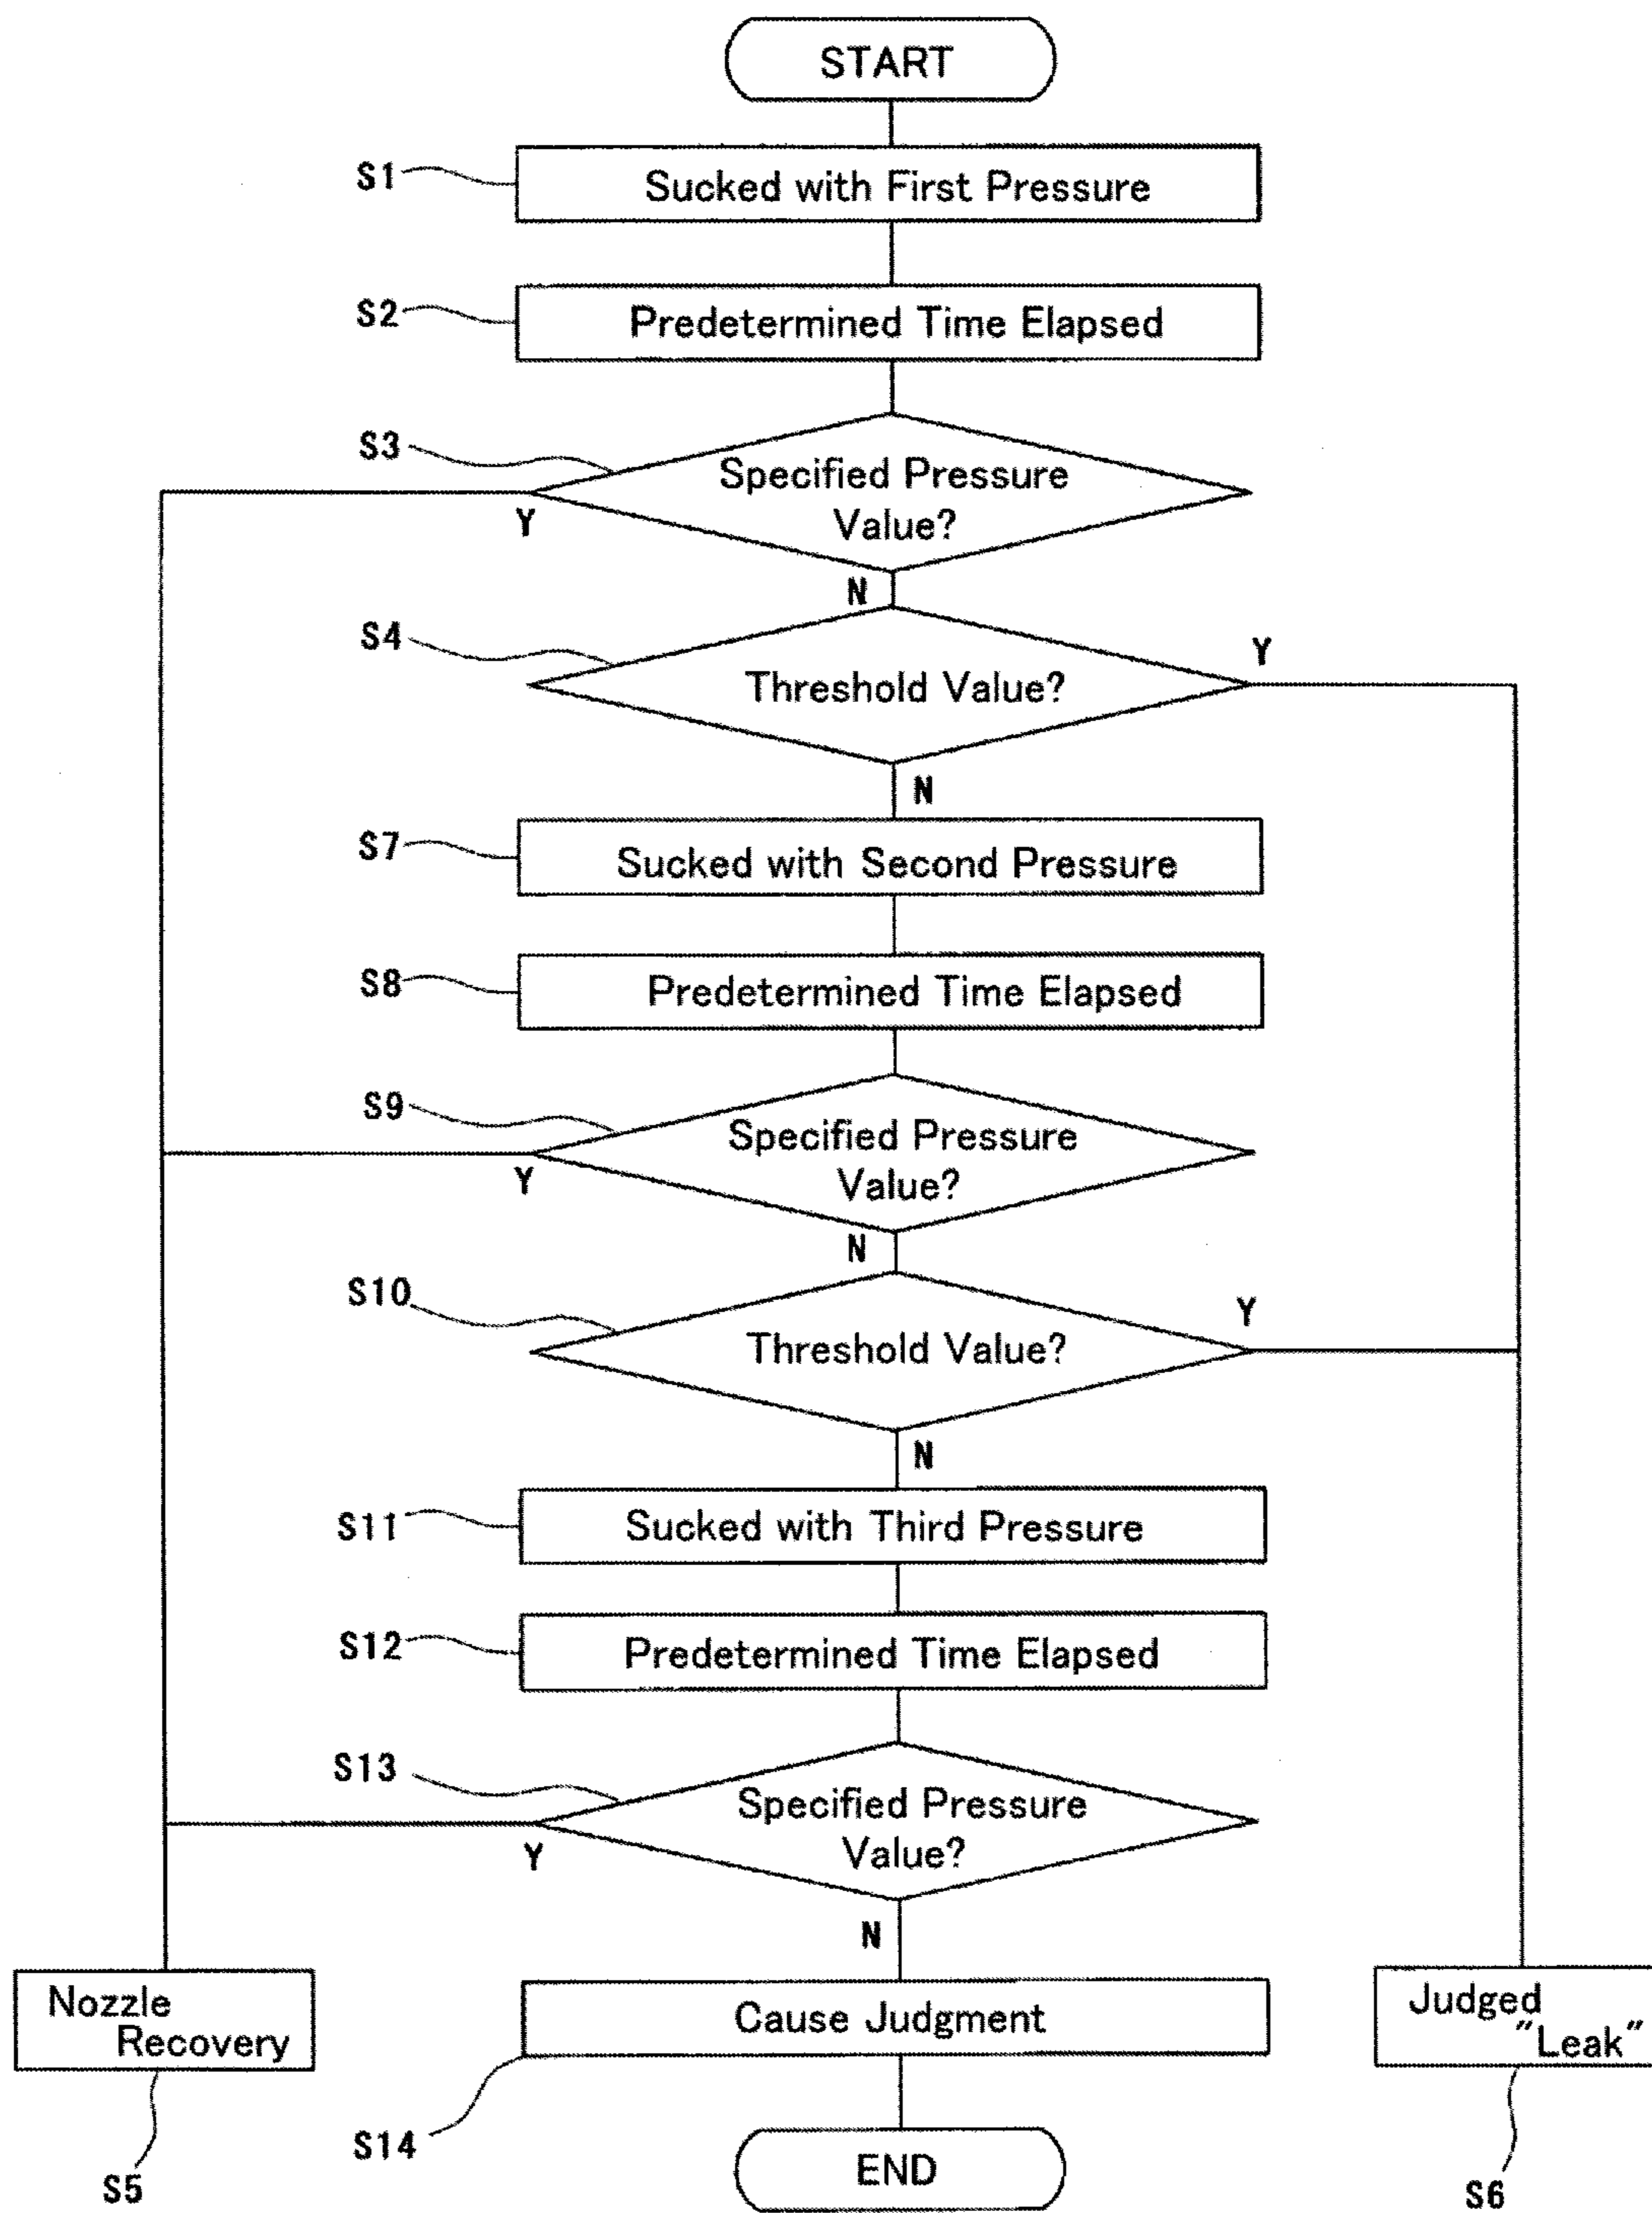 START
S1
Sucked with First Pressure
S2
Predetermined Time Elapsed
S3
Specified Pressure
Value?
Y
N
S4
Threshold Value?
Y
N
S7
Sucked with Second Pressure
S8
Predetermined Time Elapsed
S9
Specified Pressure
Value?
Y
N
S10
Threshold Value?
Y
N
S11
Sucked with Third Pressure
S12
Predetermined Time Elapsed
S13
Specified Pressure
Value?
Y
N
Nozzle
Recovery
S5
Cause Judgment
S14
Judged
"Leak"
S6
END